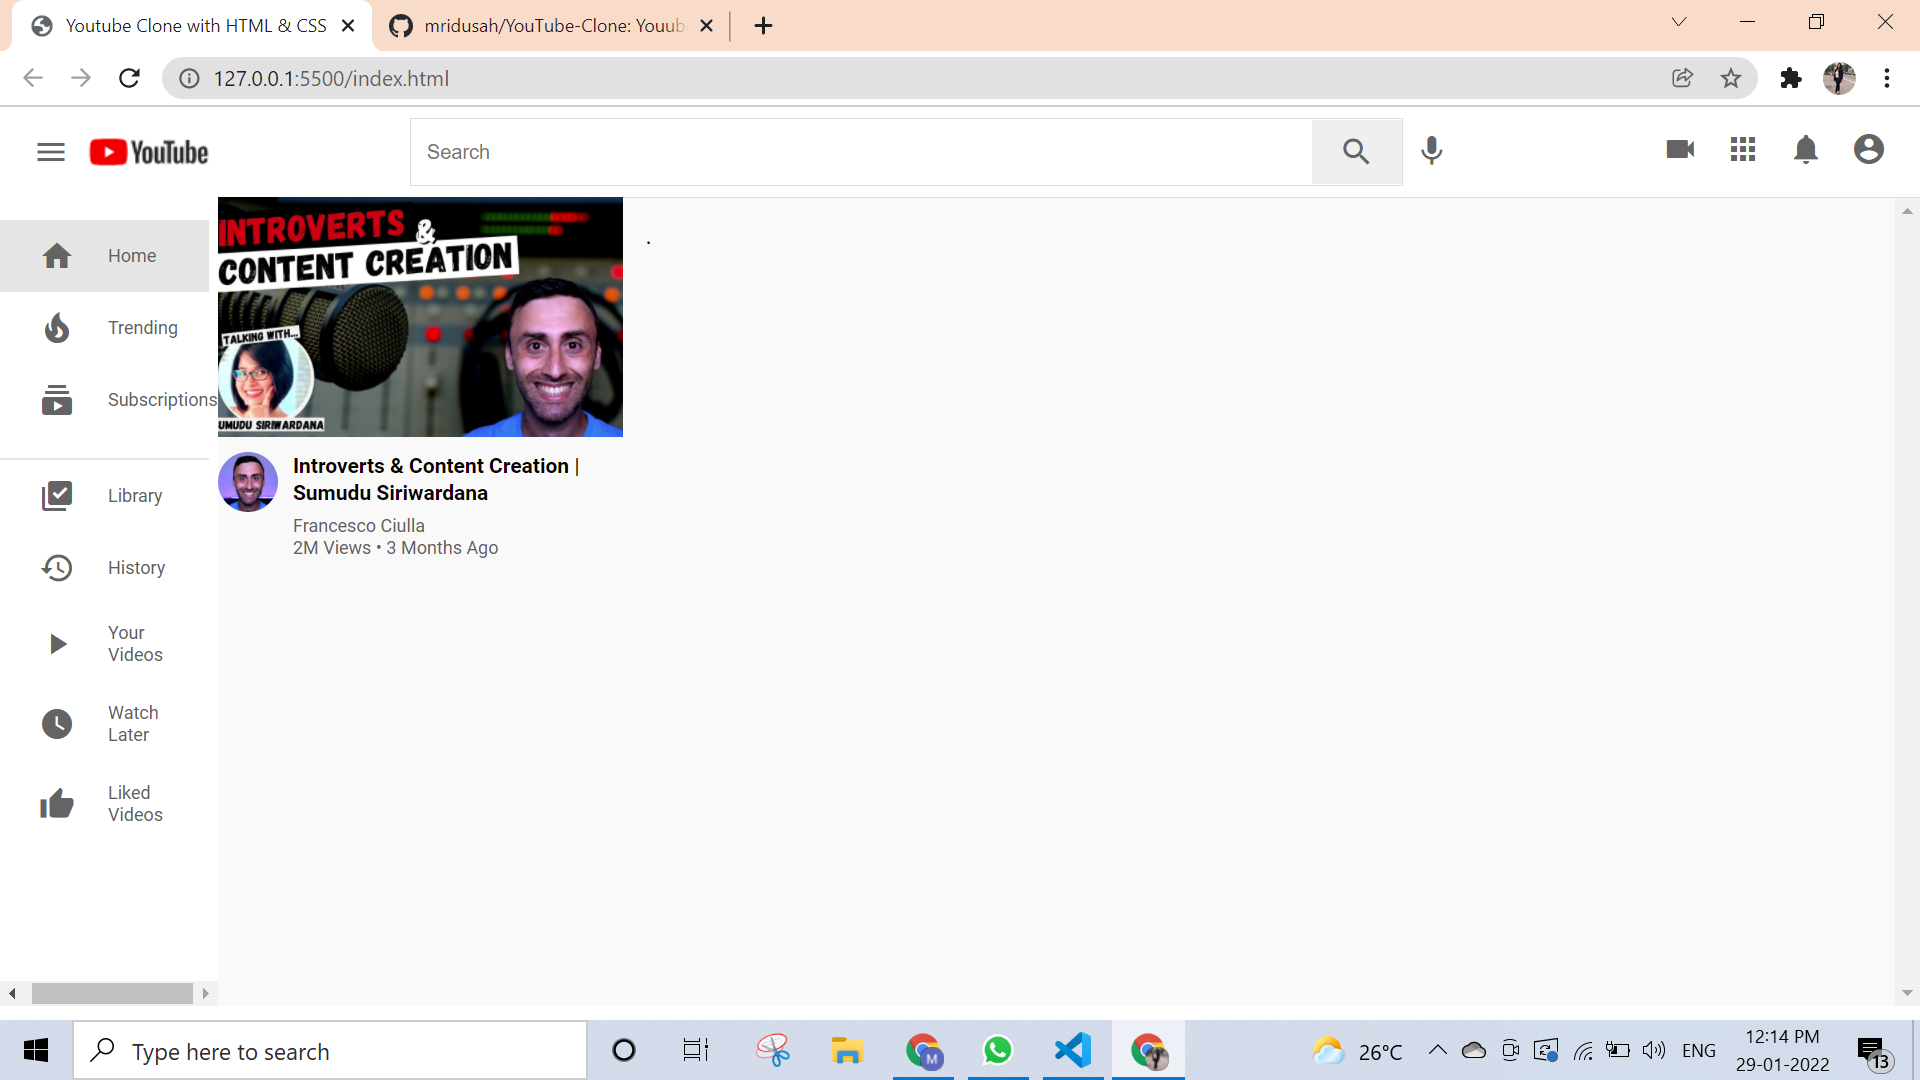 Youtube Clone with HTML & CSS
mridusah/YouTube-Clone: Youub
127.0.0.1:5500/index.html
YouTube
Search
Home
Trending
Subscriptions
Library
History
Your
Videos
Watch
Later
Liked
Videos
INTROVERTS &
CONTENT CREATION
TALKING WITH...
UMUDU SIRIWARDANA
.
Introverts & Content Creation |
Sumudu Siriwardana
Francesco Ciulla
2M Views • 3 Months Ago
Type here to search
M
26°C
ENG
12:14 PM
29-01-2022
13